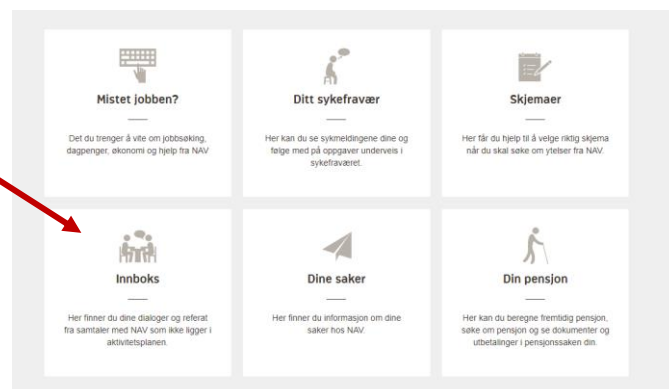 Mistet jobben?
Det du trenger å vite om jobbsøking,
dagpenger, økonomi og hjelp fra NAV
Ditt sykefravær
Her kan du se sykmeldingene dine og
følge med på oppgaver underveis i
sykefraværet.
Skjemaer
Her får du hjelp til å velge riktig skjema
når du skal søke om ytelser fra NAV.
Innboks
Her finner du dine dialoger og referat
fra samtaler med NAV som ikke ligger i
aktivitetsplanen.
Dine saker
Her finner du informasjon om dine
saker hos NAV.
Din pensjon
Her kan du beregne fremtidig pensjon,
søke om pensjon og se dokumenter og
utbetalinger i pensjonssaken din.